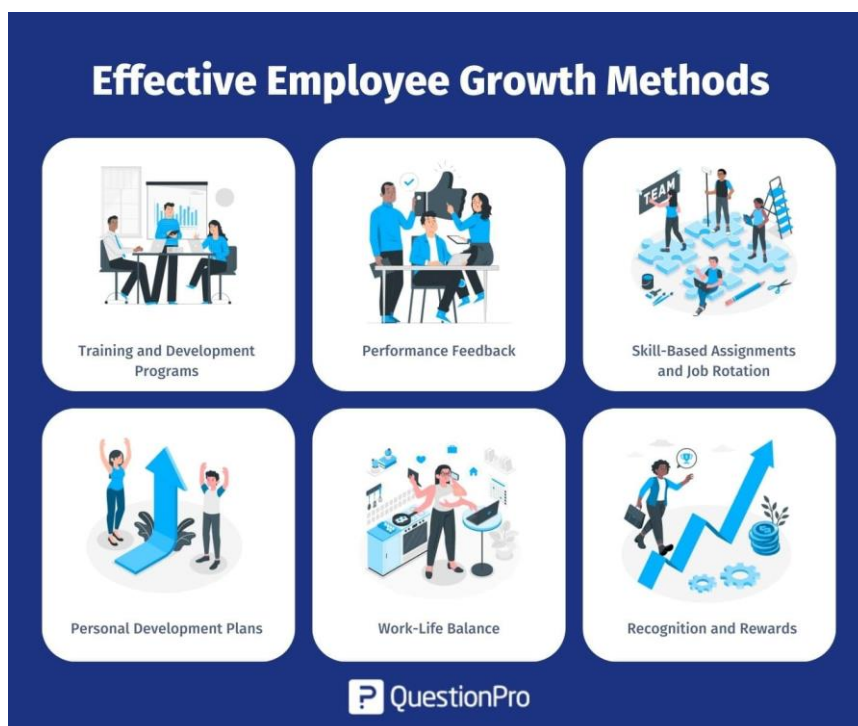 Effective Employee Growth Methods
TEAM
Training and Development
Programs
Performance Feedback
Skill-Based Assignments
and Job Rotation
Personal Development Plans
Work-Life Balance
Recognition and Rewards
QuestionPro